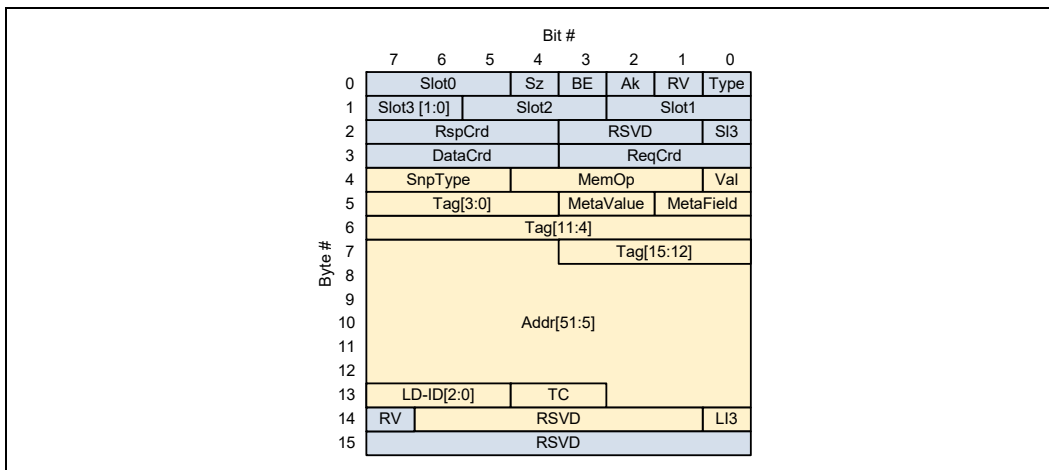 Bit #
7 6 5 4 3 2 1 0
0 Slot0 Sz BE Ak RV Type
1 Slot3 [1:0] Slot2 Slot1
2 RspCrd RSVD Sl3
3 DataCrd ReqCrd
4 SnpType MemOp Val
5 Tag[3:0] MetaValue MetaField
6 Tag[11:4]
7 Tag[15:12]
Byte #
8
9
10 Addr[51:5]
11
12
13 LD-ID[2:0] TC
14 RV RSVD LI3
15 RSVD